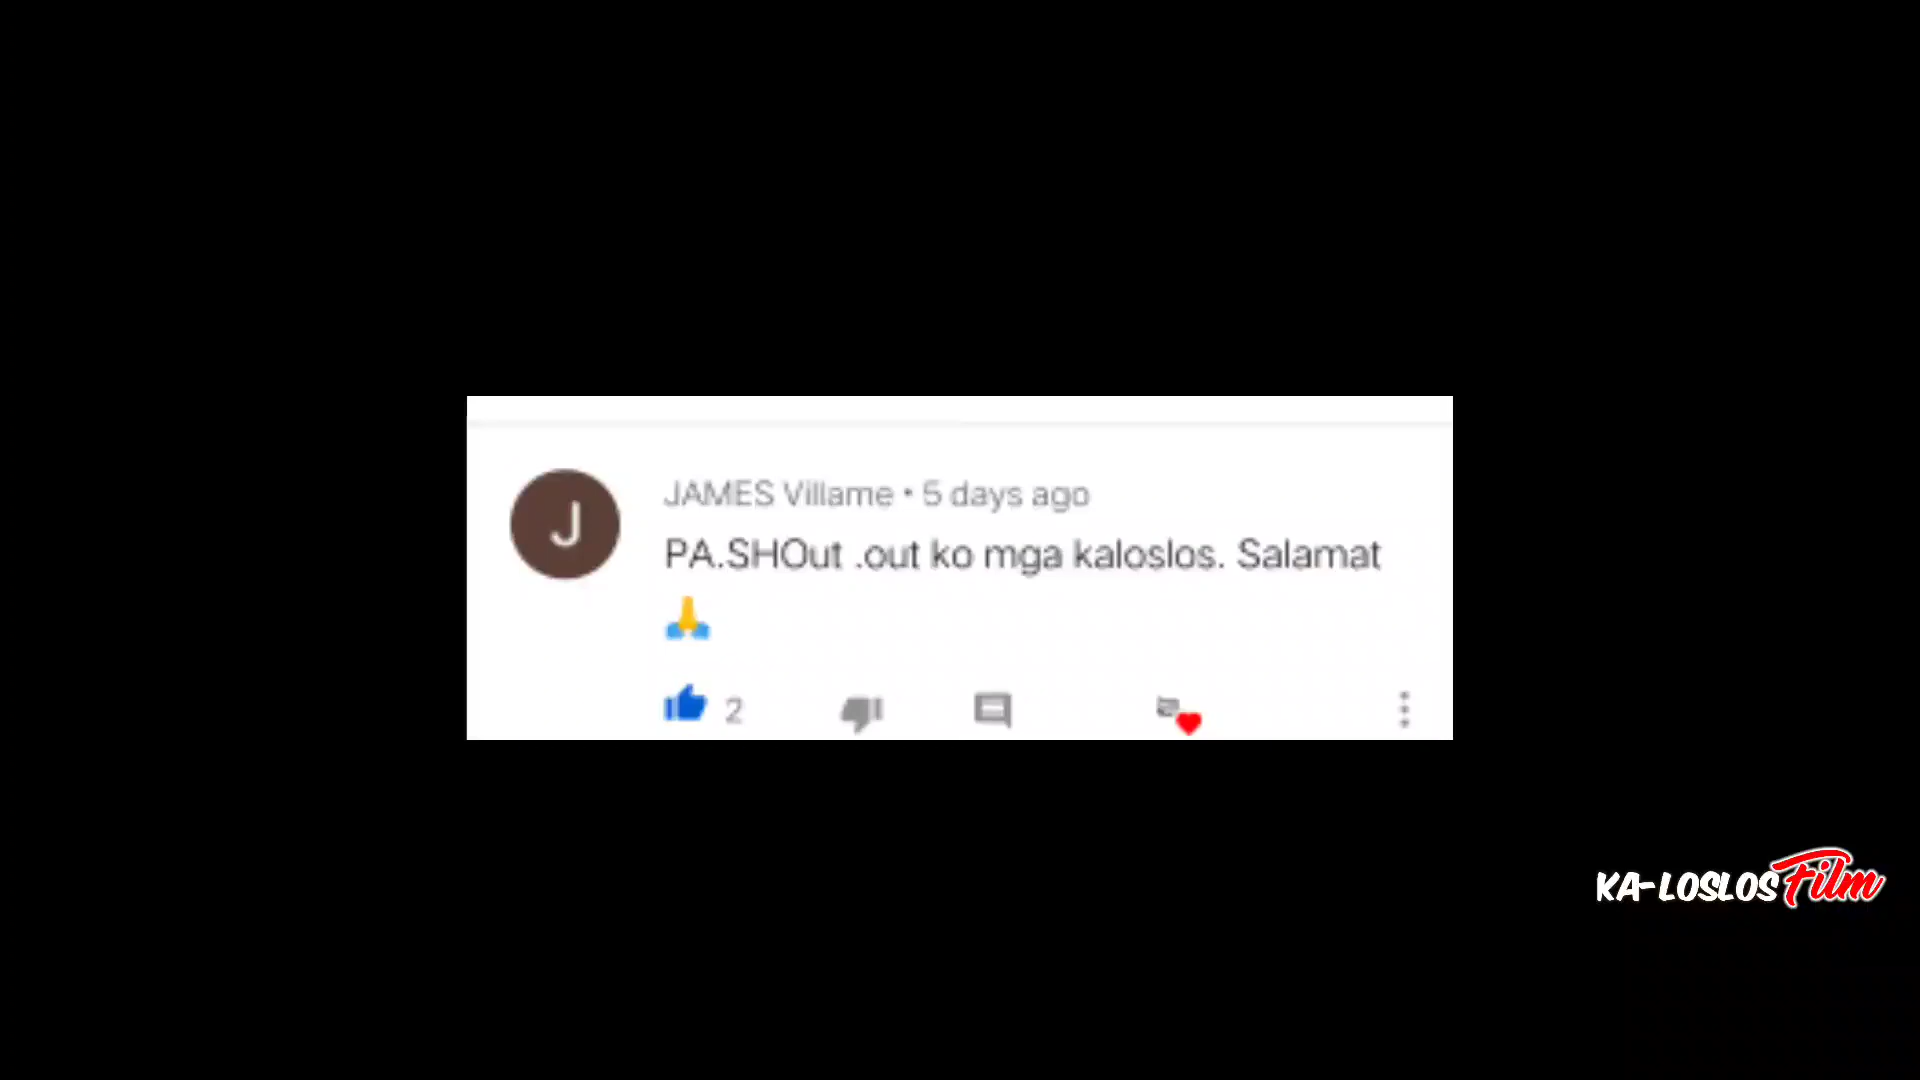 J
JAMES Villame • 5 days ago
PA.SHOut .out ko mga kaloslos. Salamat
🙏
2
KA-LOSLOS Film